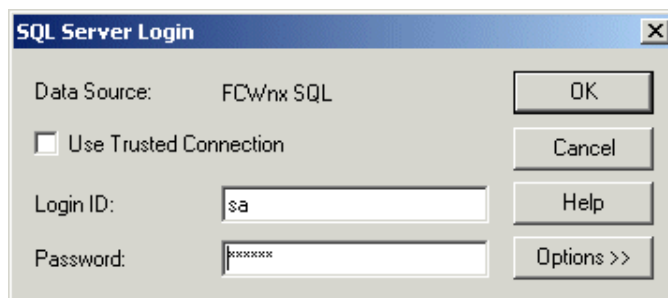 SQL Server Login
Data Source: FCWnx SQL OK
Use Trusted Connection Cancel
Login ID: sa Help
Password: ****** Options >>